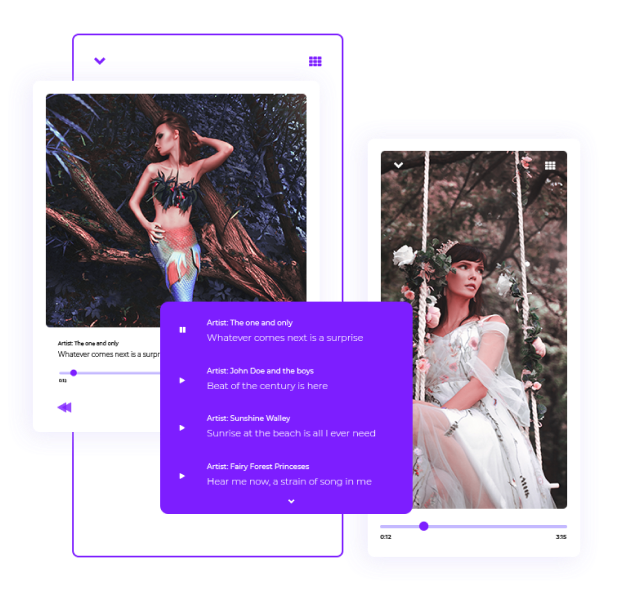 Artist: The one and only
Whatever comes next is a surpr
0:12
Artist: The one and only
Whatever comes next is a surprise
Artist: John Doe and the boys
Beat of the century is here
Artist: Sunshine Walley
Sunrise at the beach is all I ever need
Artist: Fairy Forest Princeses
Hear me now, a strain of song in me
0:12
3:15